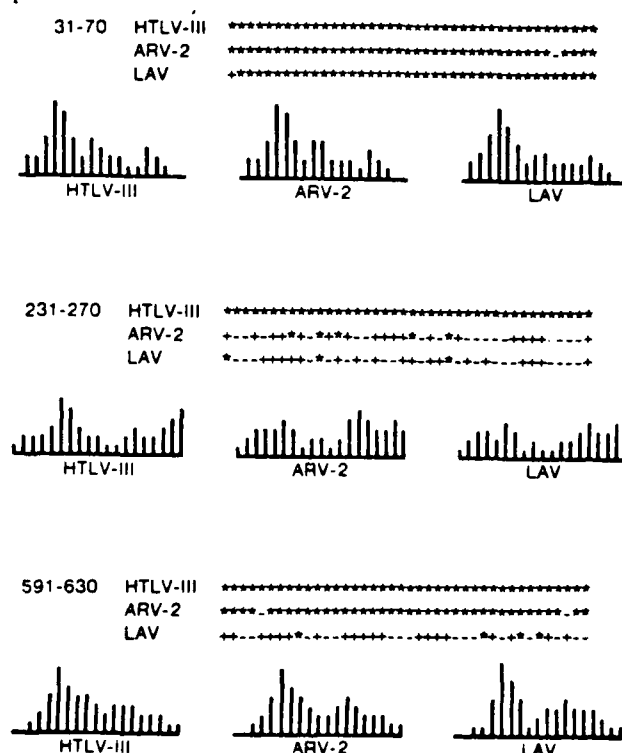 31-70 HTLV-III ****************************************
ARV-2 ***********************************_****
LAV +***************************************
HTLV-III ARV-2 LAV
231-270 HTLV-III ****************************************
ARV-2
LAV
HTLV-III ARV-2 LAV
591-630 HTLV-III ****************************************
ARV-2 ****_********************************_**
LAV
HTLV-III ARV-2 LAV